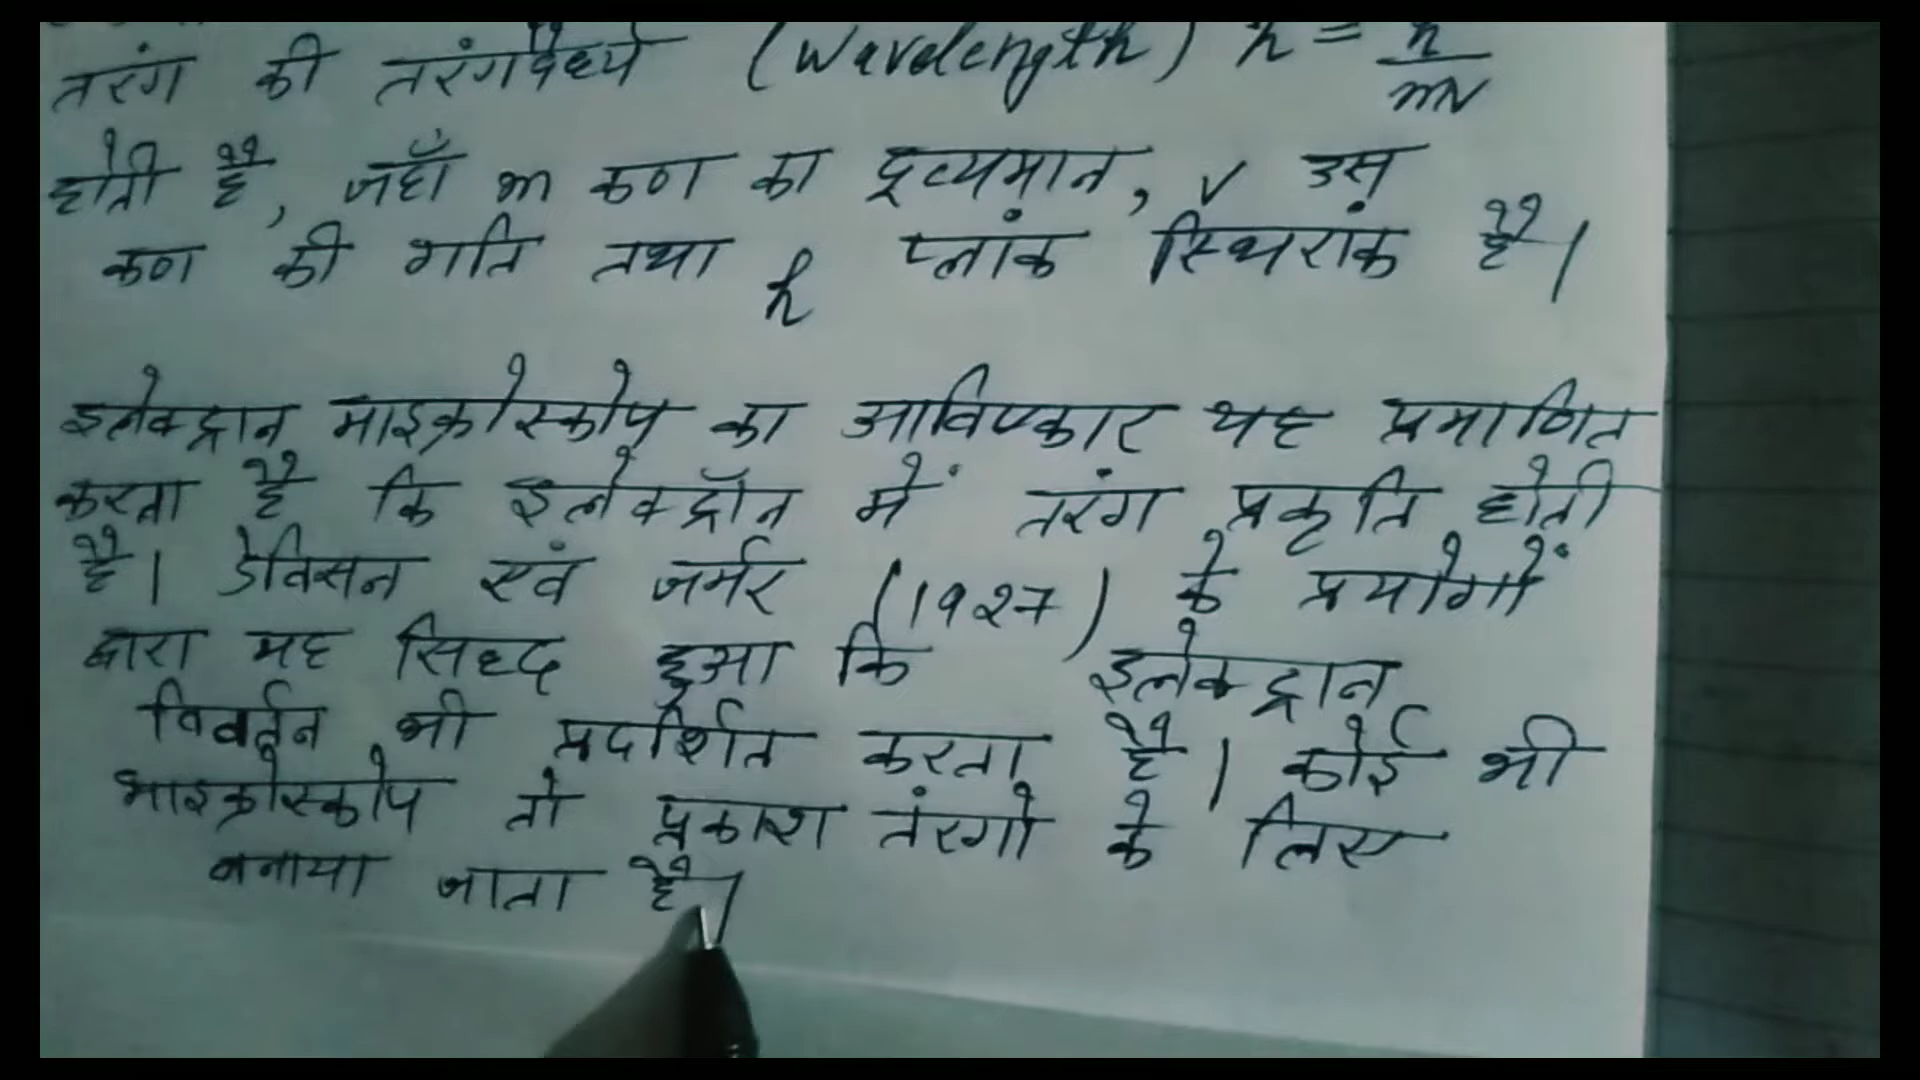 तरंग की तरंगदैर्ध्य (Wavelength) λ = h/mv
होती है, जहाँ m कण का द्रव्यमान, v उस
कण की गति तथा h प्लांक स्थिरांक है।
इलेक्ट्रान माइक्रोस्कोप का आविष्कार यह प्रमाणित
करता है कि इलेक्ट्रॉन में तरंग प्रकृति होती
है। डेविसन एवं जर्मर (1927) के प्रयोगों
द्वारा यह सिद्ध हुआ कि इलेक्ट्रान
विवर्तन भी प्रदर्शित करता है। कोई भी
माइक्रोस्कोप तो प्रकाश तंरगो के लिए
बनाया जाता है।